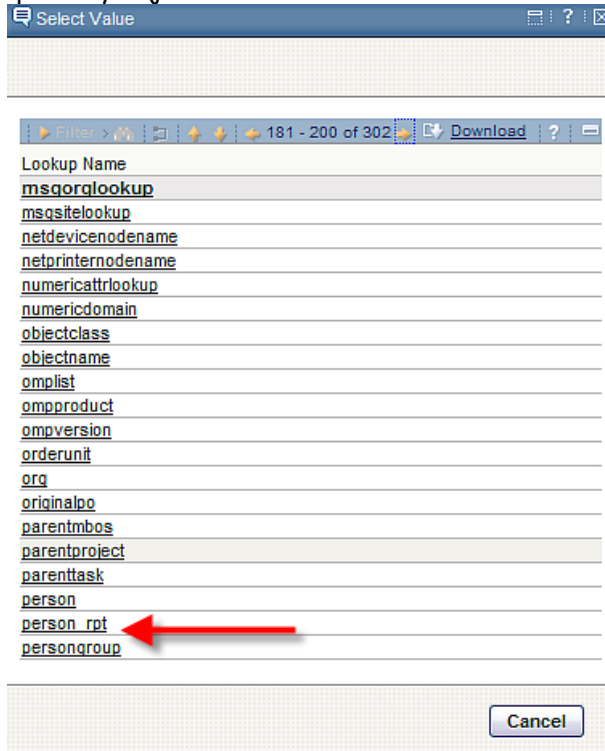 Select Value
?
Filter > 181 - 200 of 302 Download ?
Lookup Name
msgorglookup
msgsitelookup
netdevicenodename
netprinternodename
numericattrlookup
numericdomain
objectclass
objectname
omplist
ompproduct
ompversion
orderunit
org
originalpo
parentmbos
parentproject
parenttask
person
person_rpt
persongroup
Cancel